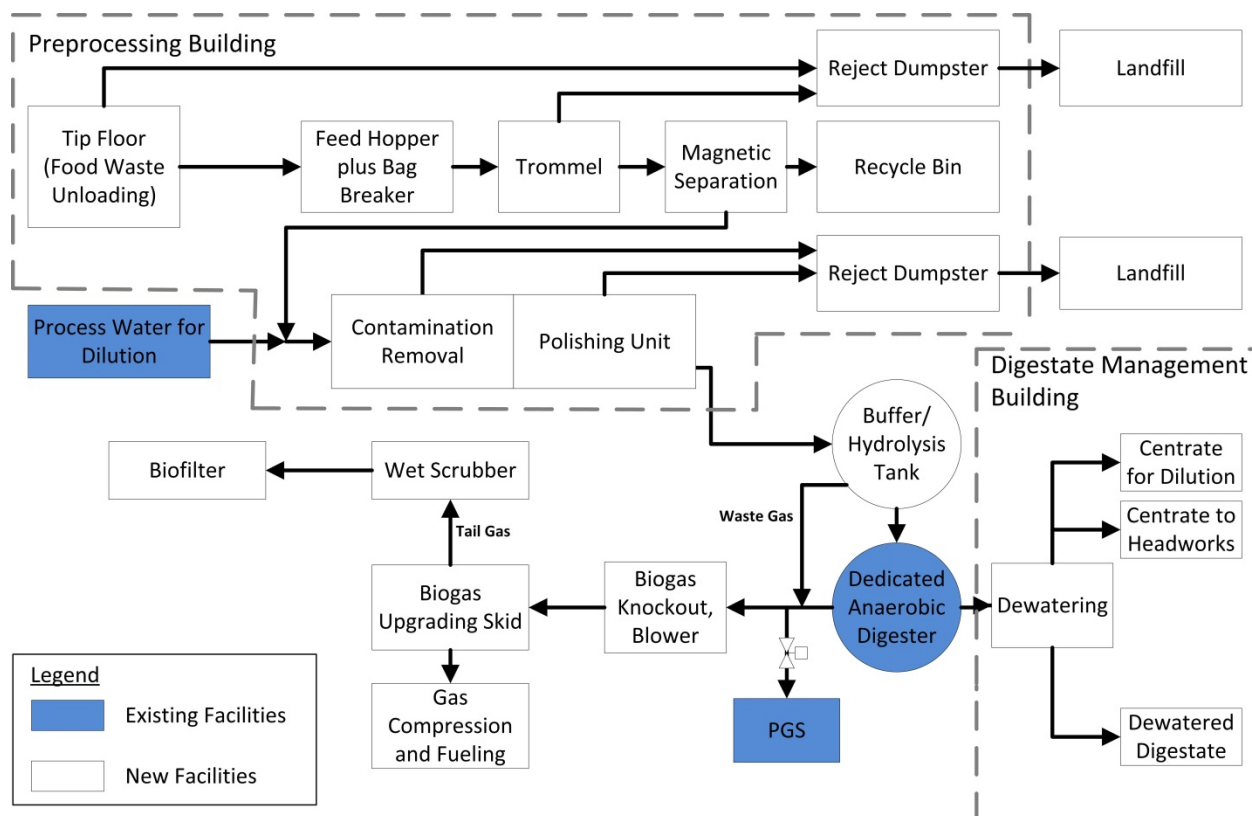 Preprocessing Building
Reject Dumpster
Landfill
Tip Floor
(Food Waste
Unloading)
Feed Hopper
plus Bag
Breaker
Trommel
Magnetic
Separation
Recycle Bin
Reject Dumpster
Landfill
Process Water for
Dilution
Contamination
Removal
Polishing Unit
Digestate Management
Building
Buffer/
Hydrolysis
Tank
Biofilter
Wet Scrubber
Centrate
for Dilution
Waste Gas
Tail Gas
Centrate to
Headworks
Biogas
Upgrading Skid
Biogas
Knockout,
Blower
Dedicated
Anaerobic
Digester
Dewatering
Legend
Existing Facilities
New Facilities
Gas
Compression
and Fueling
PGS
Dewatered
Digestate